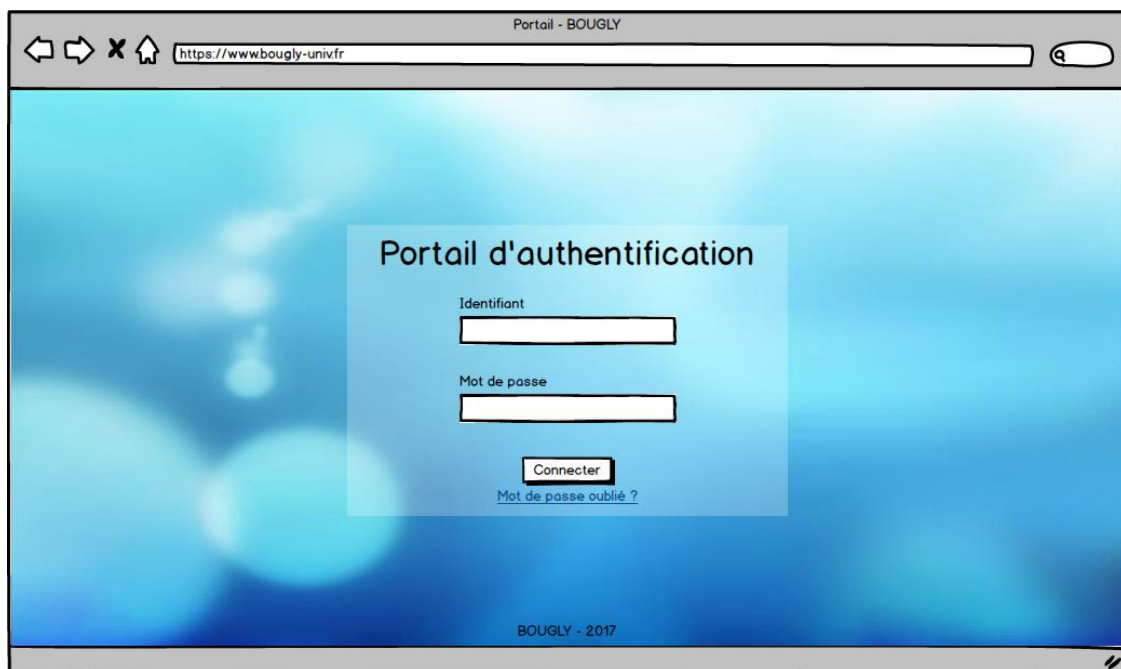 Portail - BOUGLY
https://www.bougly-univ.fr
Portail d'authentification
Identifiant
Mot de passe
Connecter
Mot de passe oublié ?
BOUGLY - 2017